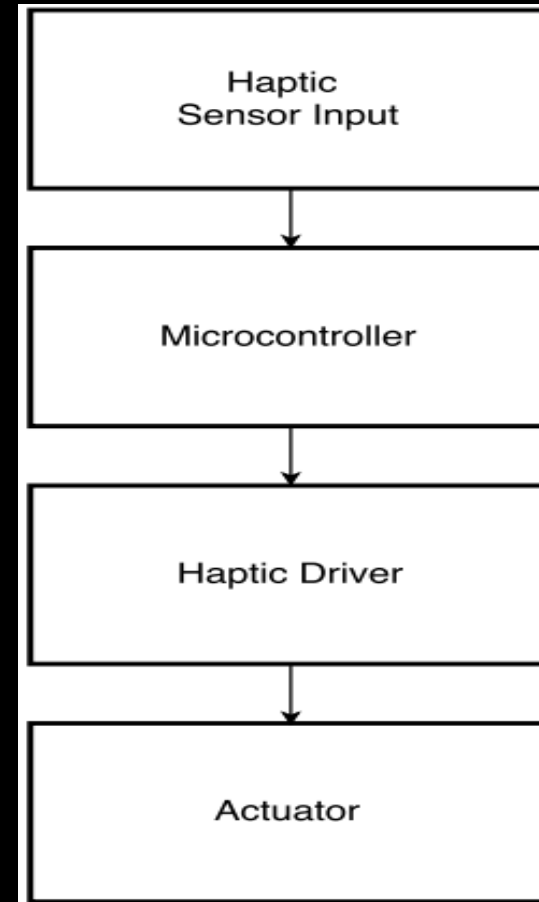 Haptic
Sensor Input
Microcontroller
Haptic Driver
Actuator